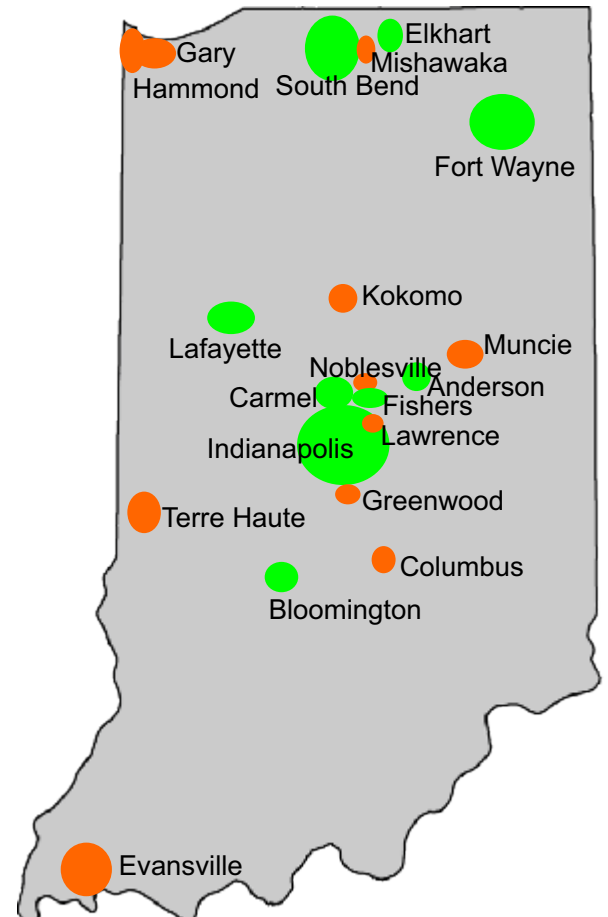 Elkhart
Gary
Mishawaka
Hammond
South Bend
Fort Wayne
Kokomo
Muncie
Lafayette
Noblesville
Anderson
Carmel
Fishers
Lawrence
Indianapolis
Greenwood
Terre Haute
Columbus
Bloomington
Evansville